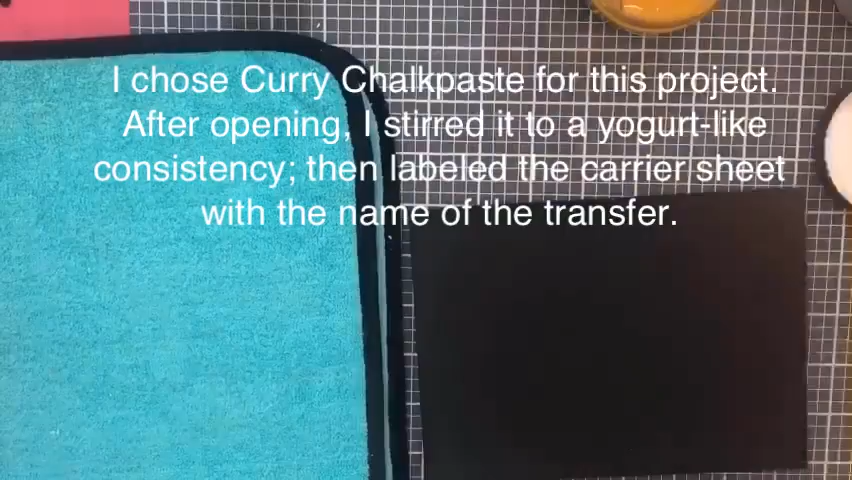 I chose Curry Chalkpaste for this project.
After opening, I stirred it to a yogurt-like
consistency; then labeled the carrier sheet
with the name of the transfer.